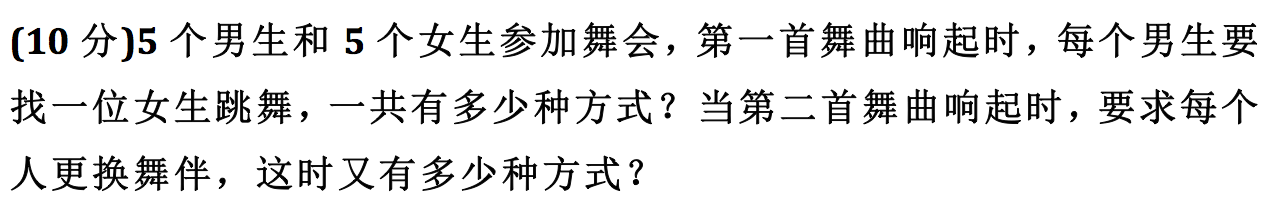 (10 分)5 个男生和 5 个女生参加舞会，第一首舞曲响起时，每个男生要
找一位女生跳舞，一共有多少种方式？当第二首舞曲响起时，要求每个
人更换舞伴，这时又有多少种方式？